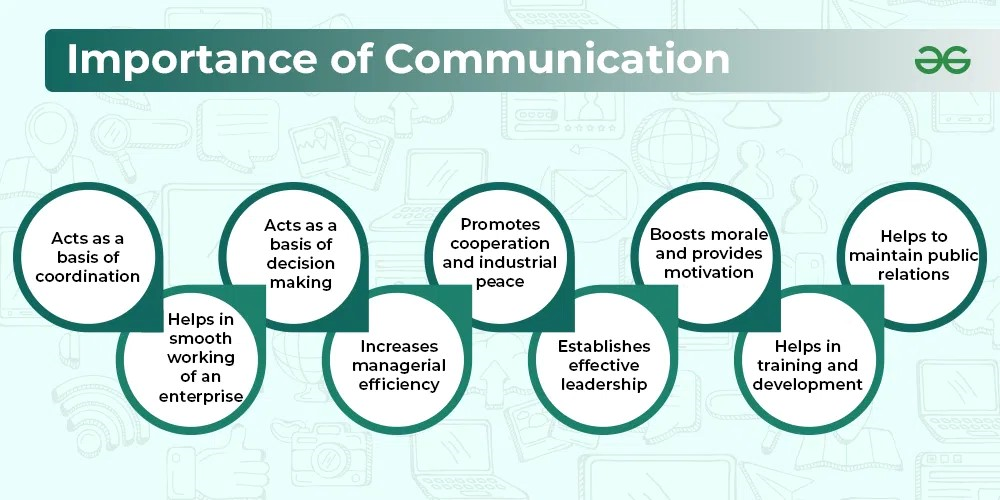 Importance of Communication
Acts as a
basis of
coordination
Helps in
smooth
working
of an
enterprise
Acts as a
basis of
decision
making
Increases
managerial
efficiency
Promotes
cooperation
and industrial
peace
Establishes
effective
leadership
Boosts morale
and provides
motivation
Helps in
training and
development
Helps to
maintain public
relations